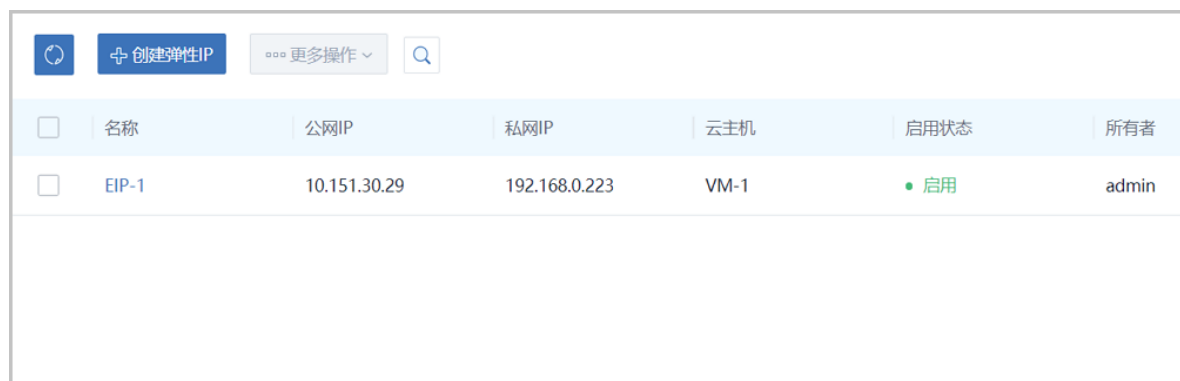 创建弹性IP 更多操作
名称 公网IP 私网IP 云主机 启用状态 所有者
EIP-1 10.151.30.29 192.168.0.223 VM-1 启用 admin